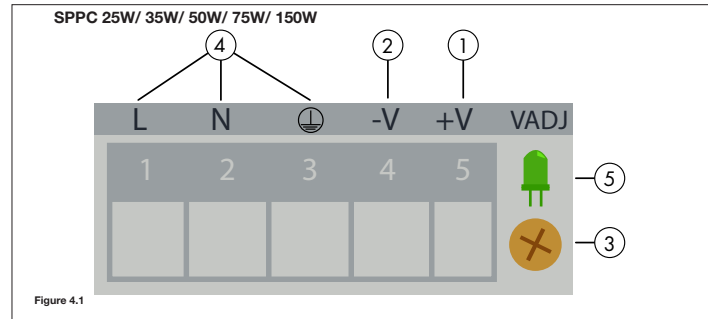 SPPC 25W/ 35W/ 50W/ 75W/ 150W
4 2 1
L N -V +V VADJ
1 2 3 4 5
5
3
Figure 4.1